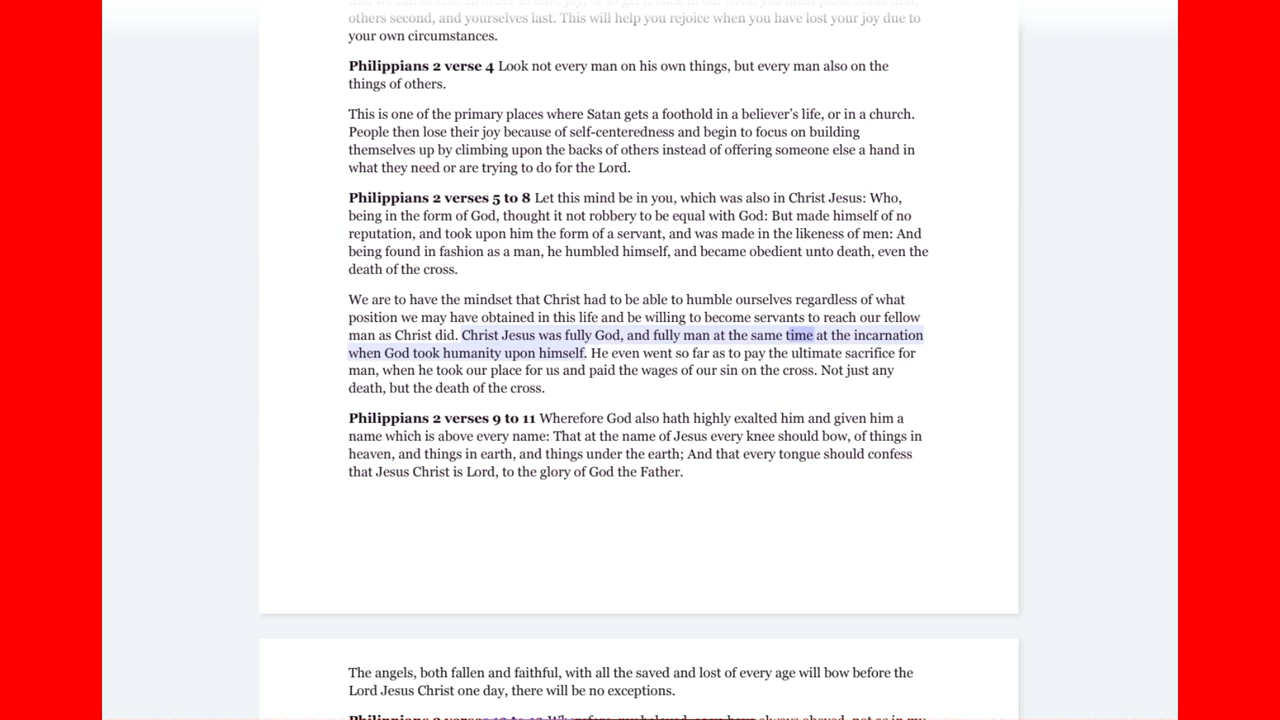 others second, and yourselves last. This will help you rejoice when you have lost your joy due to
your own circumstances.
Philippians 2 verse 4 Look not every man on his own things, but every man also on the
things of others.
This is one of the primary places where Satan gets a foothold in a believer's life, or in a church.
People then lose their joy because of self-centeredness and begin to focus on building
themselves up by climbing upon the backs of others instead of offering someone else a hand in
what they need or are trying to do for the Lord.
Philippians 2 verses 5 to 8 Let this mind be in you, which was also in Christ Jesus: Who,
being in the form of God, thought it not robbery to be equal with God: But made himself of no
reputation, and took upon him the form of a servant, and was made in the likeness of men: And
being found in fashion as a man, he humbled himself, and became obedient unto death, even the
death of the cross.
We are to have the mindset that Christ had to be able to humble ourselves regardless of what
position we may have obtained in this life and be willing to become servants to reach our fellow
man as Christ did. Christ Jesus was fully God, and fully man at the same time at the incarnation
when God took humanity upon himself. He even went so far as to pay the ultimate sacrifice for
man, when he took our place for us and paid the wages of our sin on the cross. Not just any
death, but the death of the cross.
Philippians 2 verses 9 to 11 Wherefore God also hath highly exalted him and given him a
name which is above every name: That at the name of Jesus every knee should bow, of things in
heaven, and things in earth, and things under the earth; And that every tongue should confess
that Jesus Christ is Lord, to the glory of God the Father.
The angels, both fallen and faithful, with all the saved and lost of every age will bow before the
Lord Jesus Christ one day, there will be no exceptions.